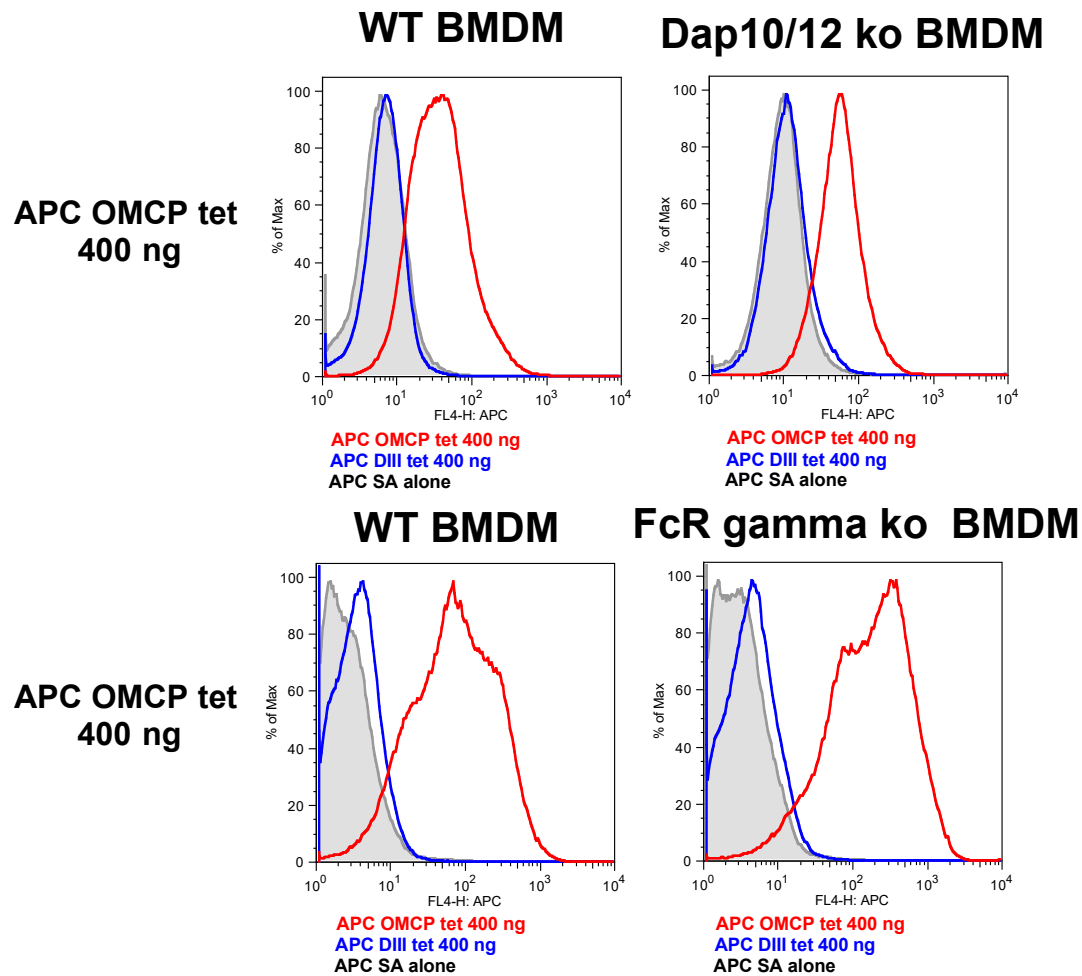 WT BMDM
Dap10/12 ko BMDM
APC OMCP tet
400 ng
% of Max
100
80
60
40
20
0
10^0 10^1 10^2 10^3 10^4
FL4-H: APC
APC OMCP tet 400 ng
APC DIII tet 400 ng
APC SA alone
% of Max
100
80
60
40
20
0
10^0 10^1 10^2 10^3 10^4
FL4-H: APC
APC OMCP tet 400 ng
APC DIII tet 400 ng
APC SA alone
WT BMDM
FcR gamma ko BMDM
APC OMCP tet
400 ng
% of Max
100
80
60
40
20
0
10^0 10^1 10^2 10^3 10^4
FL4-H: APC
APC OMCP tet 400 ng
APC DIII tet 400 ng
APC SA alone
% of Max
100
80
60
40
20
0
10^0 10^1 10^2 10^3 10^4
FL4-H: APC
APC OMCP tet 400 ng
APC DIII tet 400 ng
APC SA alone